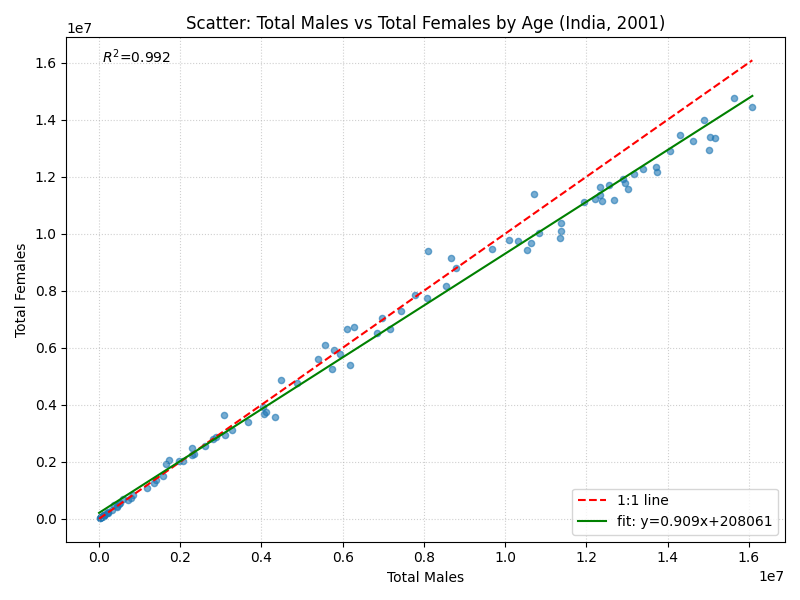 Scatter: Total Males vs Total Females by Age (India, 2001)
1e7
R²=0.992
1.6
1.4
1.2
1.0
0.8
0.6
0.4
0.2
0.0
Total Females
1:1 line
fit: y=0.909x+208061
0.0 0.2 0.4 0.6 0.8 1.0 1.2 1.4 1.6
1e7
Total Males